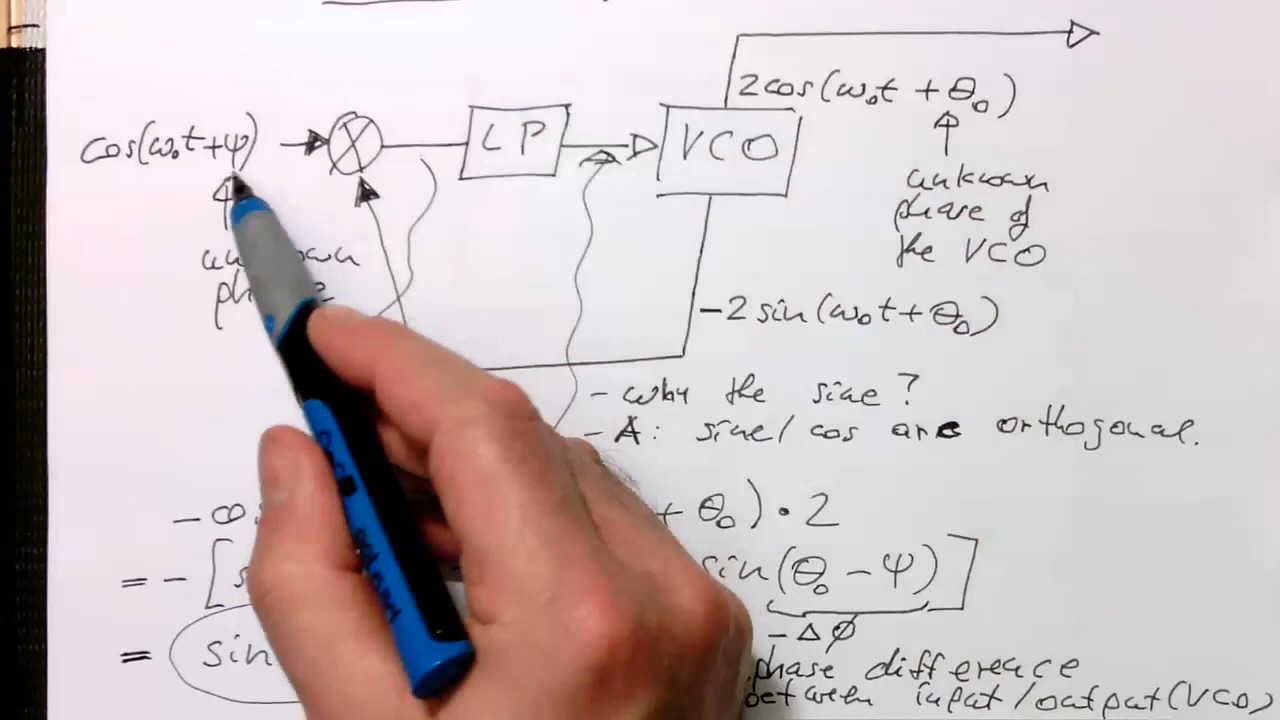 2cos(ω₀t + θ₀)
cos(ω₀t+φ)
LP
VCO
unknown
phase of
the VCO
-2 sin(ω₀t + θ₀)
- why the sine?
- A: sine/cos are orthogonal.
+ θ₀) · 2
= - [ sin(θ₀ - φ) ]
- Δφ
= sin
phase difference
between input/output (VCO)